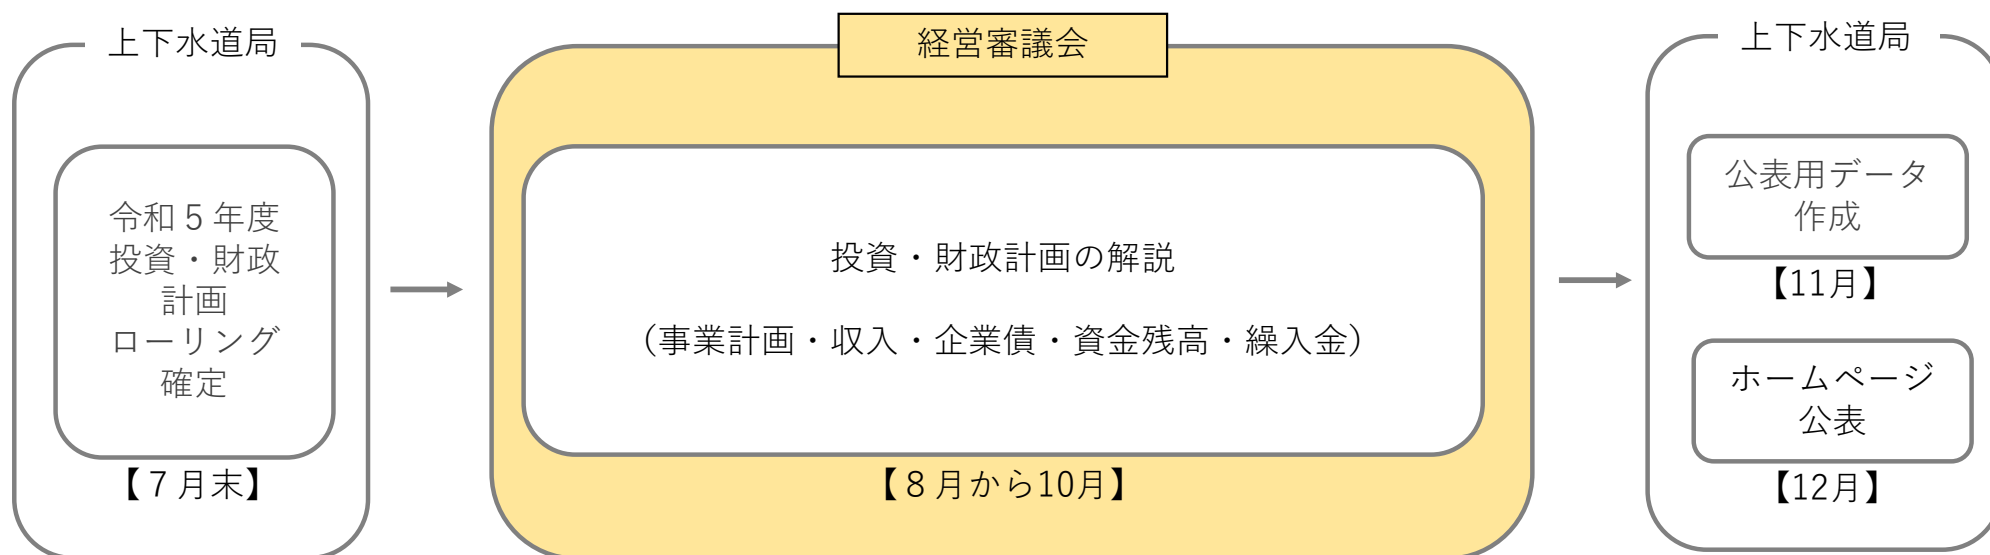 上下水道局
令和５年度
投資・財政
計画
ローリング
確定
【７月末】
経営審議会
投資・財政計画の解説
（事業計画・収入・企業債・資金残高・繰入金）
【８月から10月】
上下水道局
公表用データ
作成
【11月】
ホームページ
公表
【12月】